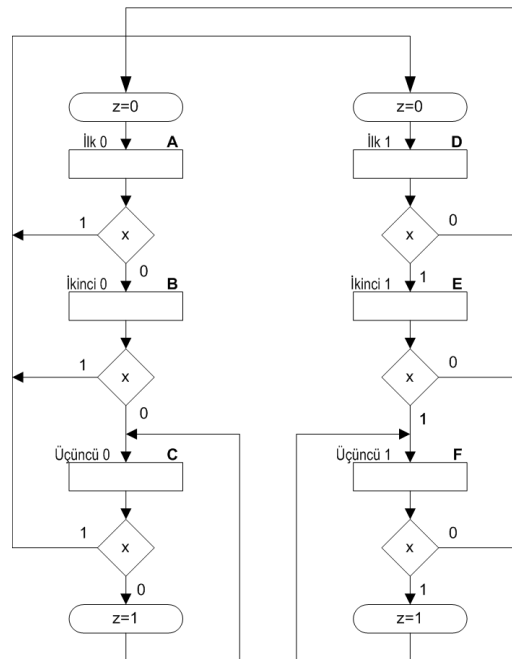 z=0
z=0
İlk 0 A
İlk 1 D
1
x
x
0
0
1
İkinci 0 B
İkinci 1 E
1
x
x
0
0
1
Üçüncü 0 C
Üçüncü 1 F
1
x
x
0
0
1
z=1
z=1